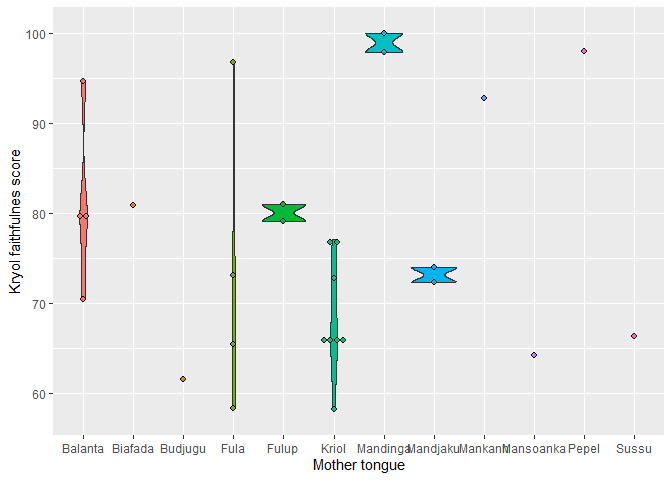 100
90
80
70
60
Kryol faithfulnes score
Balanta Biafada Budjugu Fula Fulup Kriol Mandinga Mandjaku Mankann Mansoanka Pepel Sussu
Mother tongue